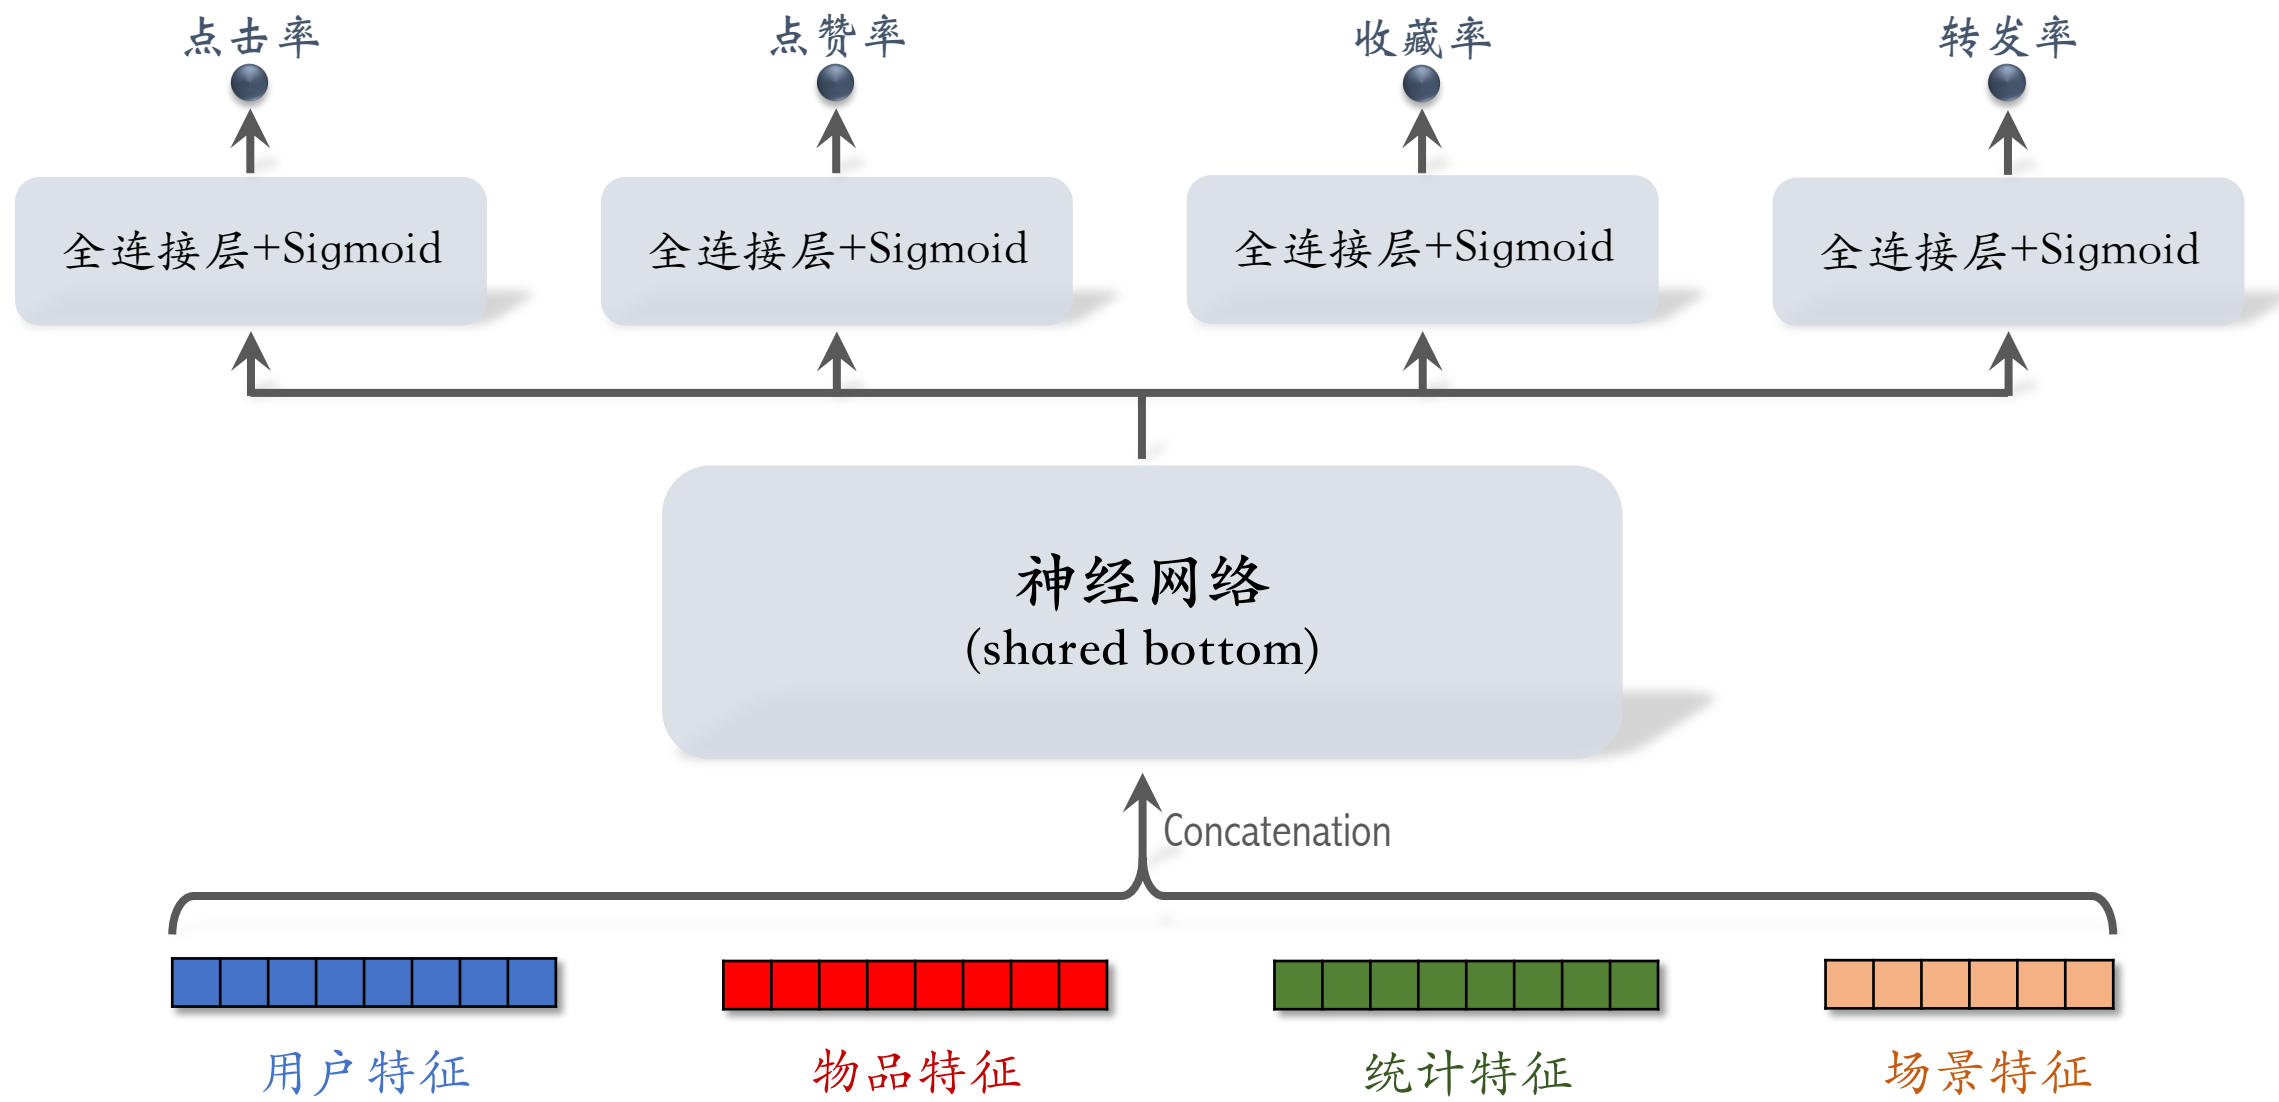 点击率
点赞率
收藏率
转发率
全连接层+Sigmoid
全连接层+Sigmoid
全连接层+Sigmoid
全连接层+Sigmoid
神经网络
(shared bottom)
Concatenation
用户特征
物品特征
统计特征
场景特征